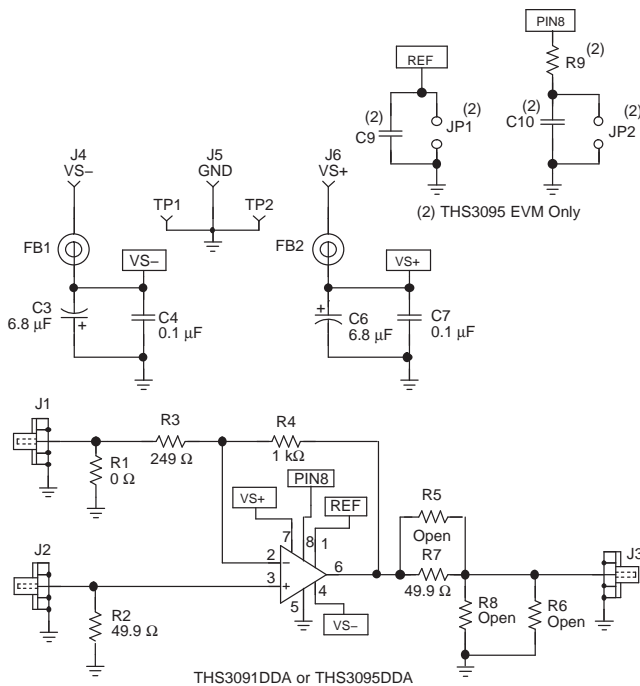 PIN8
REF
R9(2)
(2)
C9
JP1 (2)
(2)
C10
JP2 (2)
(2) THS3095 EVM Only
J4
VS−
J5
GND
J6
VS+
TP1
TP2
FB1
VS−
FB2
VS+
C3
6.8 µF
+
C4
0.1 µF
+
C6
6.8 µF
C7
0.1 µF
J1
R3
249 Ω
R4
1 kΩ
R1
0 Ω
VS+
PIN8
REF
7
8
1
2
−
3
+
6
5
4
VS−
R5
Open
R7
49.9 Ω
J3
J2
R2
49.9 Ω
R8
Open
R6
Open
THS3091DDA or THS3095DDA